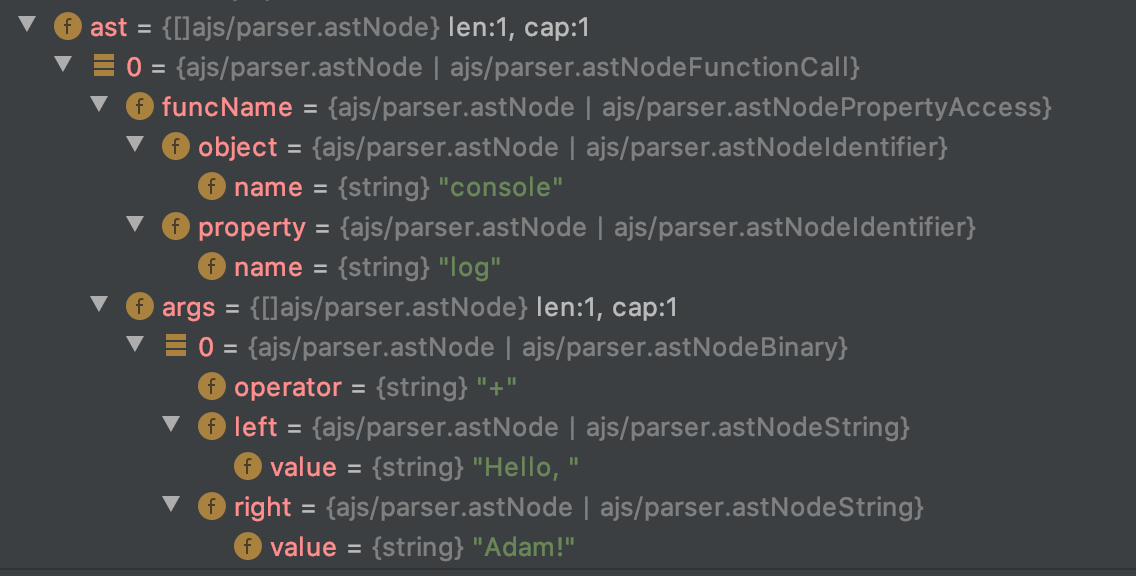 ast = {[]ajs/parser.astNode} len:1, cap:1
0 = {ajs/parser.astNode | ajs/parser.astNodeFunctionCall}
f funcName = {ajs/parser.astNode | ajs/parser.astNodePropertyAccess}
f object = {ajs/parser.astNode | ajs/parser.astNodeIdentifier}
f name = {string} "console"
f property = {ajs/parser.astNode | ajs/parser.astNodeIdentifier}
f name = {string} "log"
f args = {[]ajs/parser.astNode} len:1, cap:1
0 = {ajs/parser.astNode | ajs/parser.astNodeBinary}
f operator = {string} "+"
f left = {ajs/parser.astNode | ajs/parser.astNodeString}
f value = {string} "Hello, "
f right = {ajs/parser.astNode | ajs/parser.astNodeString}
f value = {string} "Adam!"